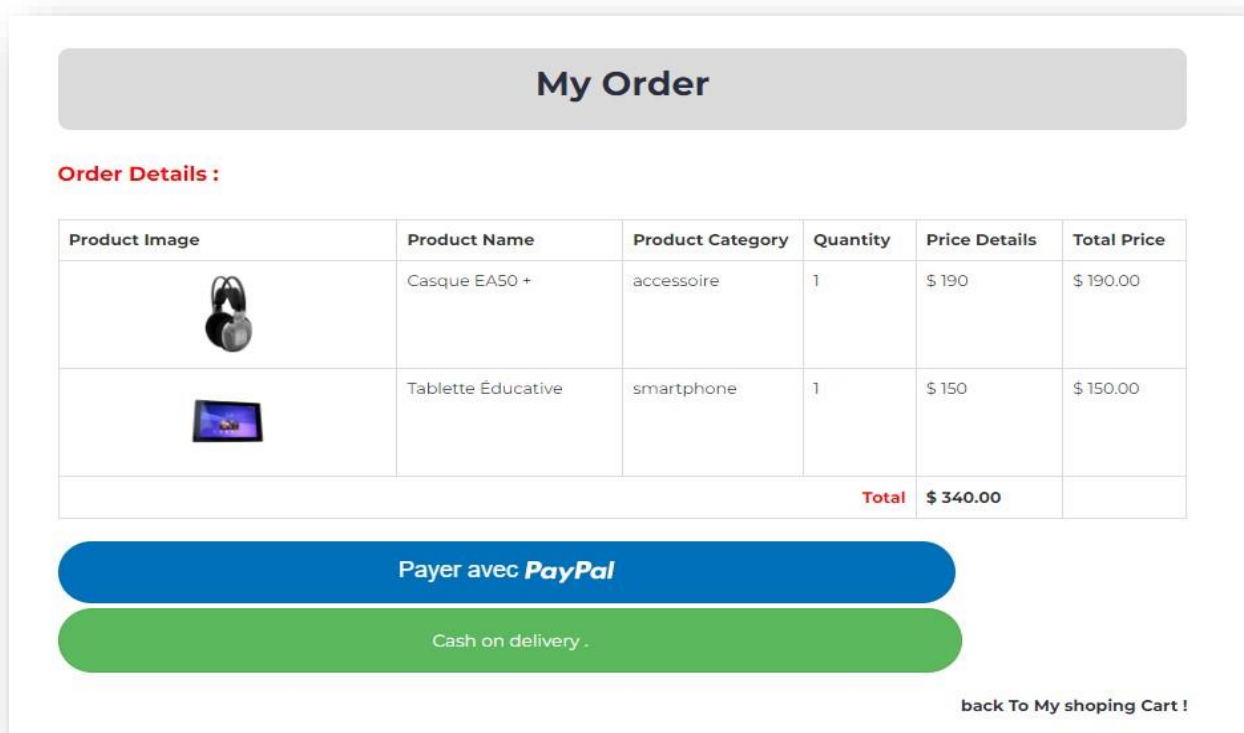 My Order
Order Details :
Product Image Product Name Product Category Quantity Price Details Total Price
Casque EA50 + accessoire 1 $ 190 $ 190.00
Tablette Éducative smartphone 1 $ 150 $ 150.00
Total $ 340.00
Payer avec PayPal
Cash on delivery .
back To My shoping Cart !